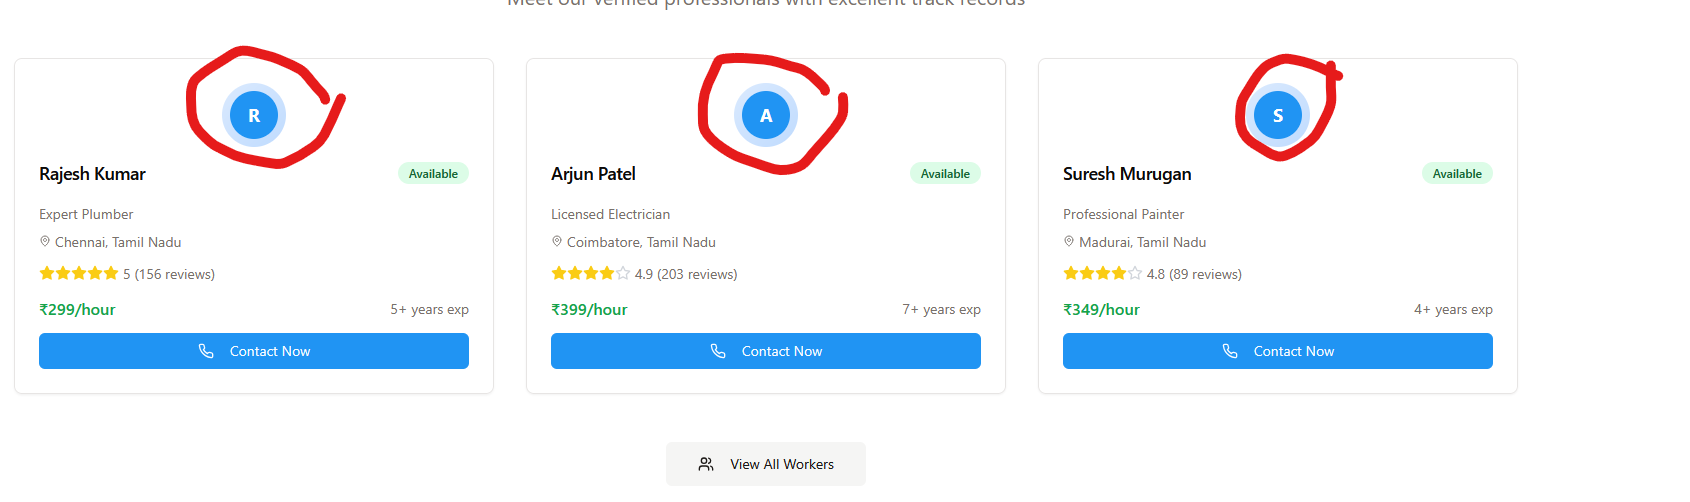 Meet our verified professionals with excellent track records
R
Rajesh Kumar
Available
Expert Plumber
Chennai, Tamil Nadu
5 (156 reviews)
₹299/hour
5+ years exp
Contact Now
A
Arjun Patel
Available
Licensed Electrician
Coimbatore, Tamil Nadu
4.9 (203 reviews)
₹399/hour
7+ years exp
Contact Now
S
Suresh Murugan
Available
Professional Painter
Madurai, Tamil Nadu
4.8 (89 reviews)
₹349/hour
4+ years exp
Contact Now
View All Workers